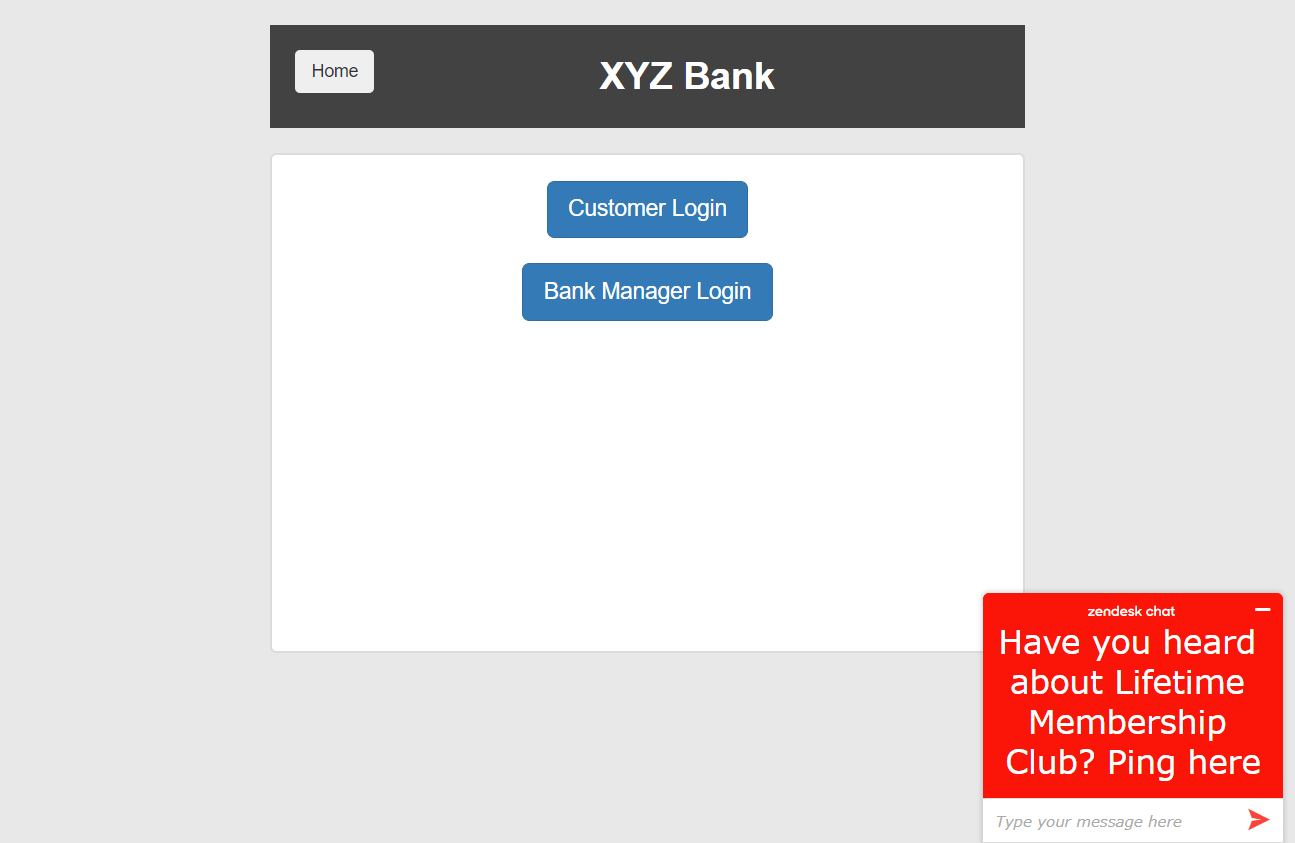 Home
XYZ Bank
Customer Login
Bank Manager Login
zendesk chat
Have you heard
about Lifetime
Membership
Club? Ping here
Type your message here